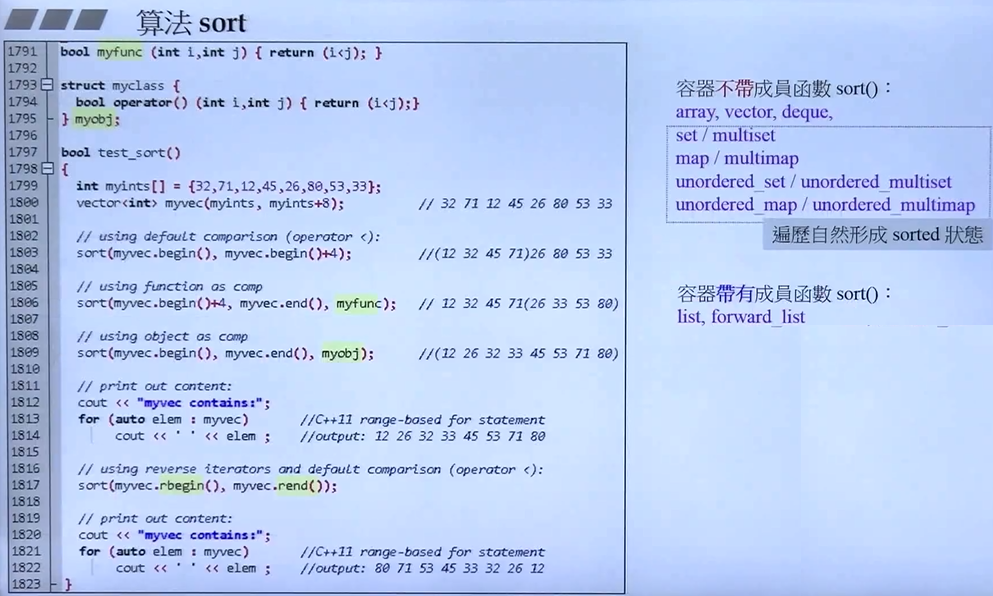 算法 sort
1791 bool myfunc (int i,int j) { return (i<j); }
1792
1793 struct myclass {
1794 bool operator() (int i,int j) { return (i<j);}
1795 } myobj;
1796
1797 bool test_sort()
1798 {
1799 int myints[] = {32,71,12,45,26,80,53,33};
1800 vector<int> myvec(myints, myints+8); // 32 71 12 45 26 80 53 33
1801
1802 // using default comparison (operator <):
1803 sort(myvec.begin(), myvec.begin()+4); //(12 32 45 71)26 80 53 33
1804
1805 // using function as comp
1806 sort(myvec.begin()+4, myvec.end(), myfunc); // 12 32 45 71(26 33 53 80)
1807
1808 // using object as comp
1809 sort(myvec.begin(), myvec.end(), myobj); //(12 26 32 33 45 53 71 80)
1810
1811 // print out content:
1812 cout << "myvec contains:";
1813 for (auto elem : myvec) //C++11 range-based for statement
1814 cout << ' ' << elem ; //output: 12 26 32 33 45 53 71 80
1815
1816 // using reverse iterators and default comparison (operator <):
1817 sort(myvec.rbegin(), myvec.rend());
1818
1819 // print out content:
1820 cout << "myvec contains:";
1821 for (auto elem : myvec) //C++11 range-based for statement
1822 cout << ' ' << elem ; //output: 80 71 53 45 33 32 26 12
1823 }
容器不帶成員函數 sort()：
array, vector, deque,
set / multiset
map / multimap
unordered_set / unordered_multiset
unordered_map / unordered_multimap
遍歷自然形成 sorted 狀態
容器帶有成員函數 sort()：
list, forward_list